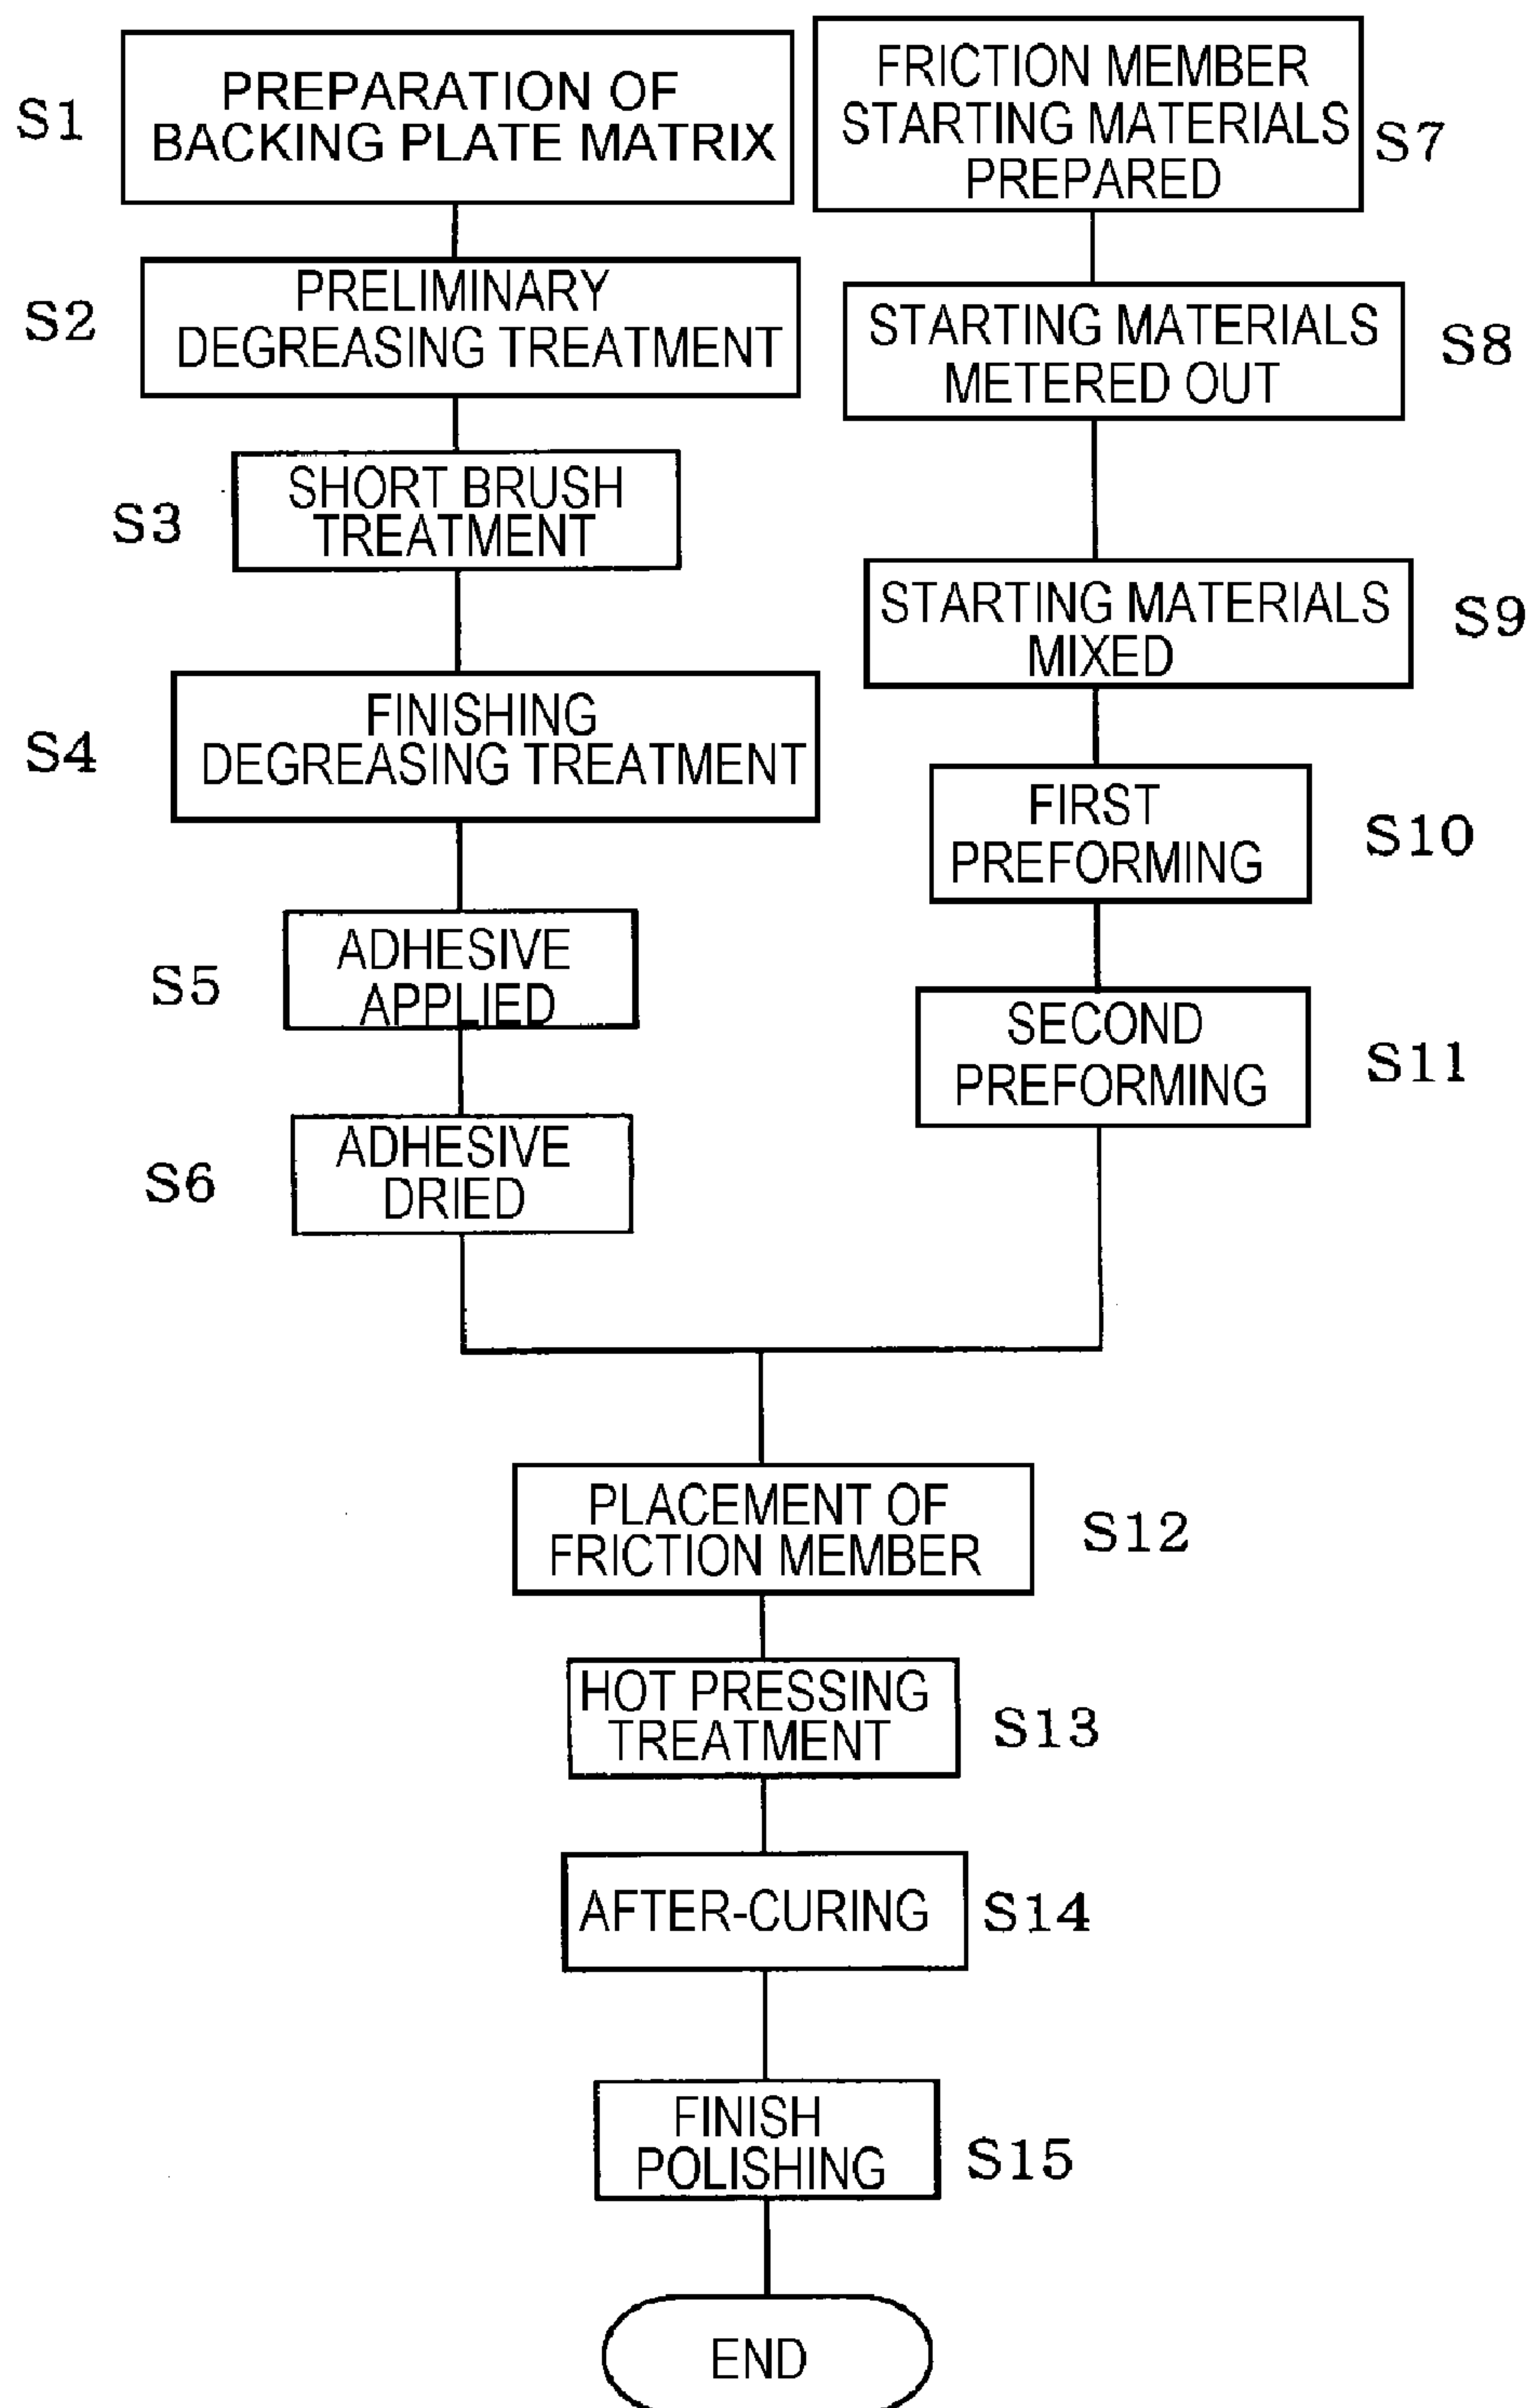 S1
PREPARATION OF
BACKING PLATE MATRIX
S2
PRELIMINARY
DEGREASING TREATMENT
S3
SHORT BRUSH
TREATMENT
S4
FINISHING
DEGREASING TREATMENT
S5
ADHESIVE
APPLIED
S6
ADHESIVE
DRIED
FRICTION MEMBER
STARTING MATERIALS
PREPARED
S7
STARTING MATERIALS
METERED OUT
S8
STARTING MATERIALS
MIXED
S9
FIRST
PREFORMING
S10
SECOND
PREFORMING
S11
PLACEMENT OF
FRICTION MEMBER
S12
HOT PRESSING
TREATMENT
S13
AFTER-CURING
S14
FINISH
POLISHING
S15
END